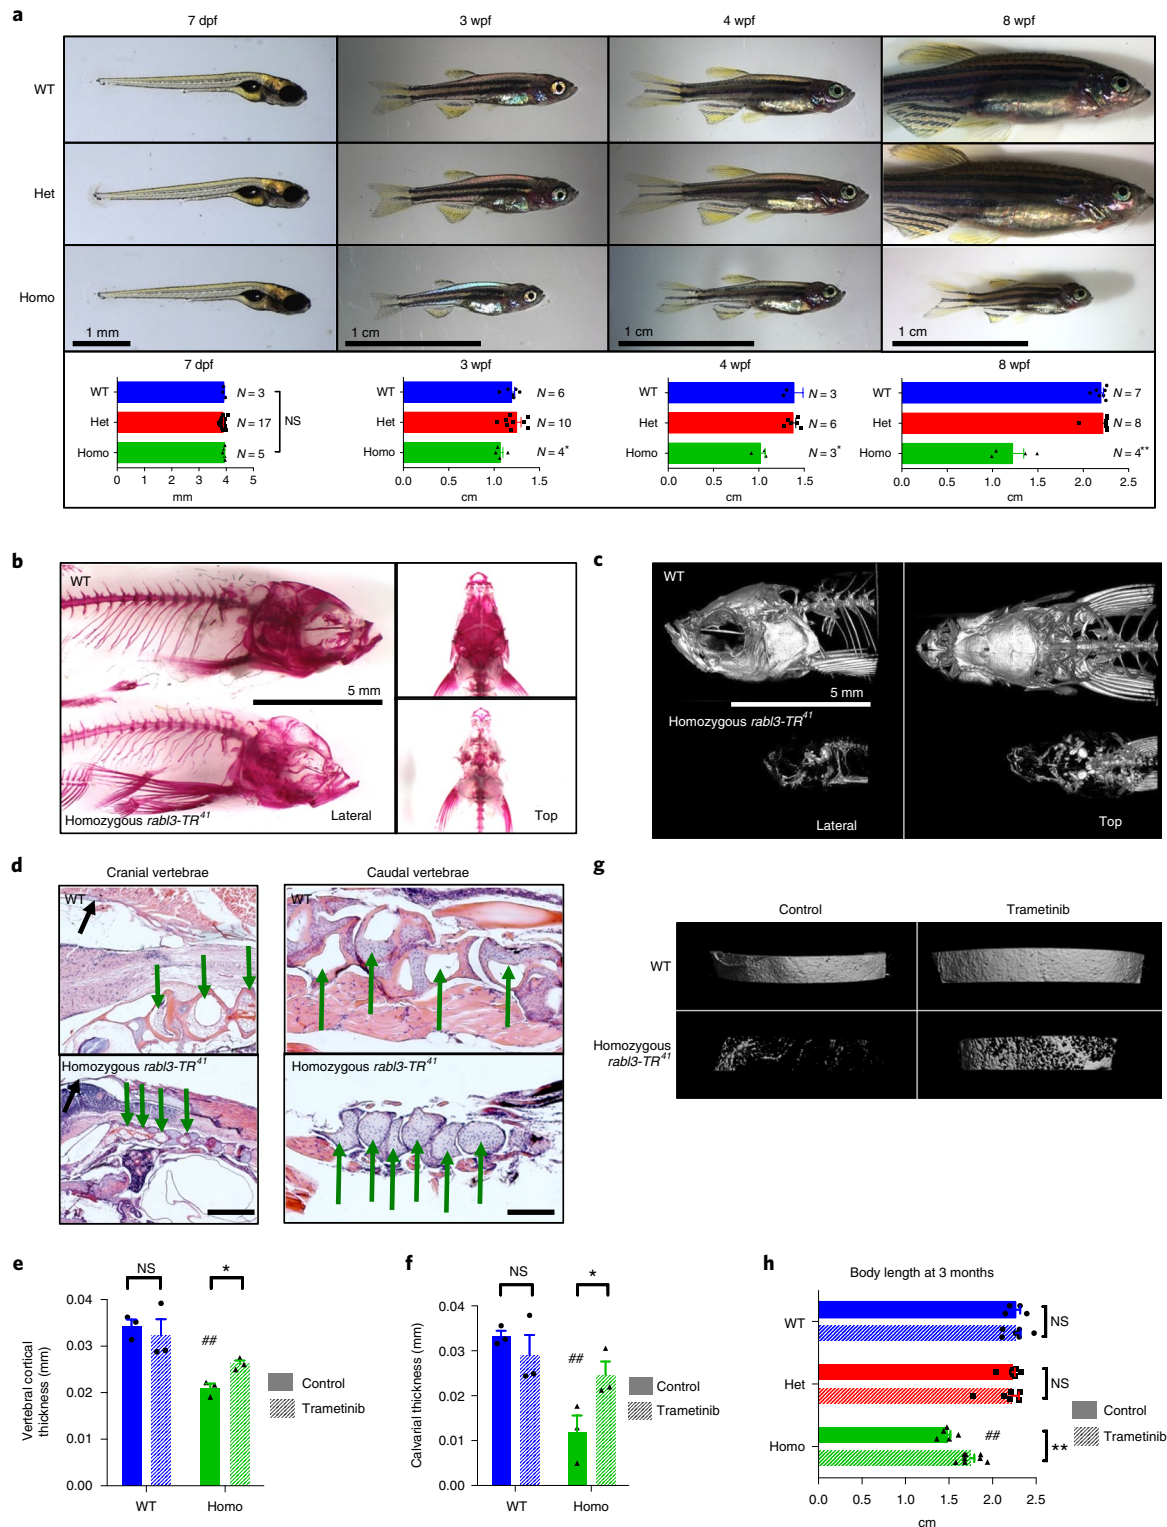 a
7 dpf 3 wpf 4 wpf 8 wpf
WT
Het
Homo
1 mm 1 cm 1 cm 1 cm
7 dpf 3 wpf 4 wpf 8 wpf
WT N = 3 WT N = 6 WT N = 3 WT N = 7
Het N = 17 NS Het N = 10 Het N = 6 Het N = 8
Homo N = 5 Homo N = 4* Homo N = 3* Homo N = 4**
0 1 2 3 4 5 0.0 0.5 1.0 1.5 0.0 0.5 1.0 1.5 0.0 0.5 1.0 1.5 2.0 2.5
mm cm cm cm
b
WT
5 mm
Homozygous rabl3-TR41
Lateral Top
c
WT
5 mm
Homozygous rabl3-TR41
Lateral Top
d
Cranial vertebrae Caudal vertebrae
WT WT
Homozygous rabl3-TR41 Homozygous rabl3-TR41
g
Control Trametinib
WT
Homozygous
rabl3-TR41
e
NS *
0.04
0.03
0.02
0.01
0.00
Vertebral cortical
thickness (mm)
##
Control
Trametinib
WT Homo
f
NS *
0.04
0.03
0.02
0.01
0.00
Calvarial thickness (mm)
##
Control
Trametinib
WT Homo
h
Body length at 3 months
WT NS
Het NS
Homo ## **
Control
Trametinib
0.0 0.5 1.0 1.5 2.0 2.5
cm